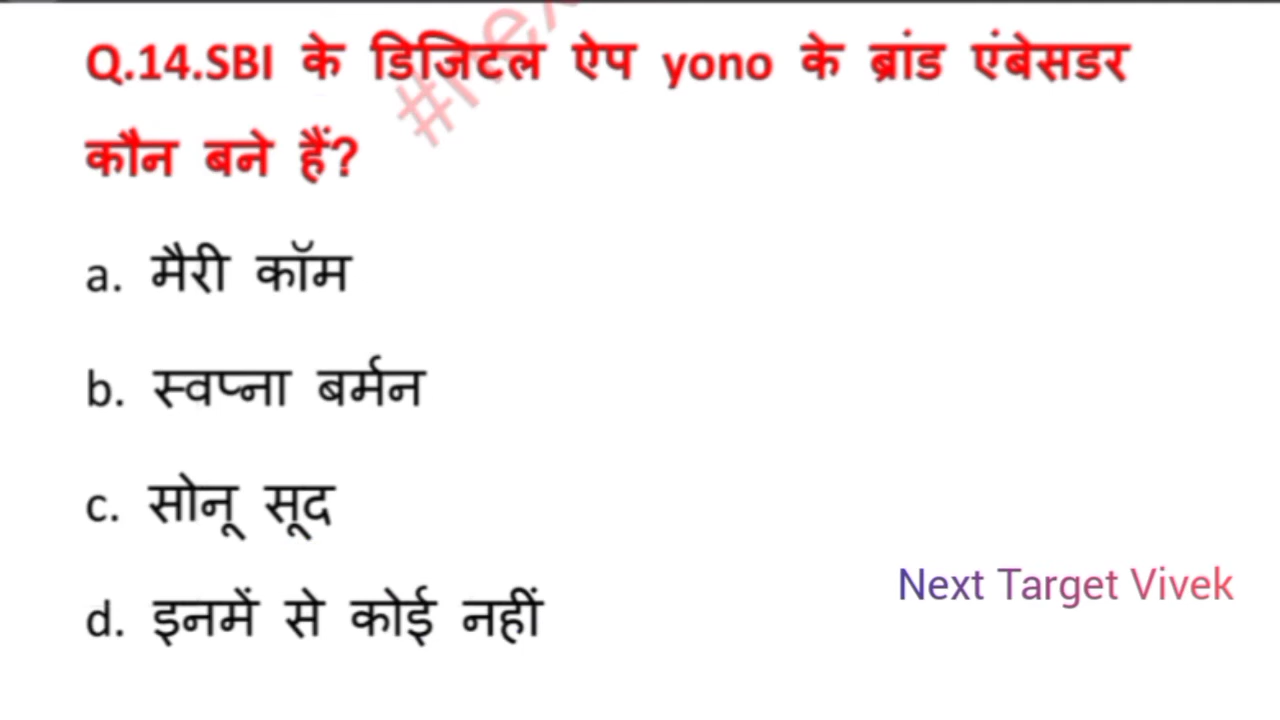 Q.14.SBI के डिजिटल ऐप yono के ब्रांड एंबेसडर
कौन बने हैं?
a. मैरी कॉम
b. स्वप्ना बर्मन
c. सोनू सूद
d. इनमें से कोई नहीं
Next Target Vivek